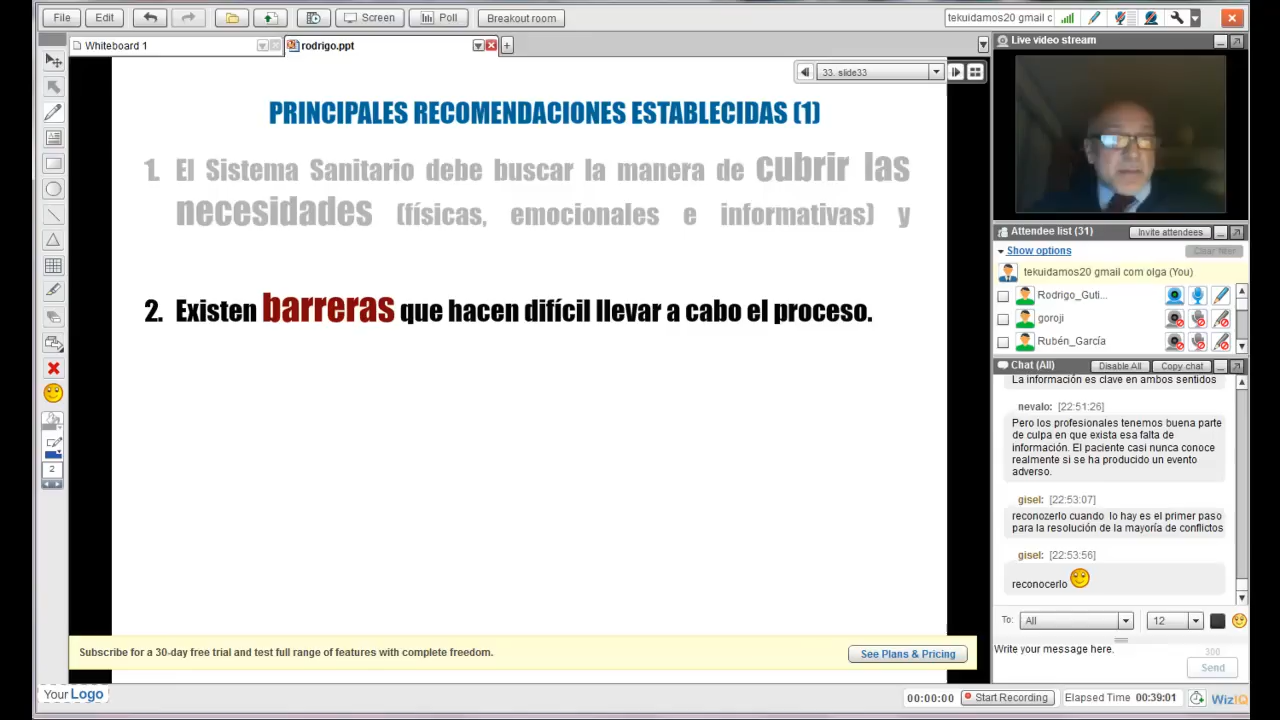 File Edit Screen Poll Breakout room tekuidamos20 gmail c
Whiteboard 1 rodrigo.ppt
33. slide33
PRINCIPALES RECOMENDACIONES ESTABLECIDAS (1)
1. El Sistema Sanitario debe buscar la manera de cubrir las
necesidades (físicas, emocionales e informativas) y
2. Existen barreras que hacen difícil llevar a cabo el proceso.
2
Subscribe for a 30-day free trial and test full range of features with complete freedom. See Plans & Pricing
Your Logo
Live video stream
Attendee list (31) Invite attendees
Show options Clear
tekuidamos20 gmail com olga (You)
Rodrigo_Guti...
goroji
Rubén_García
Chat (All) Disable All Copy chat
La información es clave en ambos sentidos
nevalo: [22:51:26]
Pero los profesionales tenemos buena parte
de culpa en que exista esa falta de
información. El paciente casi nunca conoce
realmente si se ha producido un evento
adverso.
gisel: [22:53:07]
reconozerlo cuando lo hay es el primer paso
para la resolución de la mayoría de conflictos
gisel: [22:53:56]
reconocerlo
To: All 12
Write your message here.
300
Send
00:00:00 Start Recording Elapsed Time 00:39:01 WizIQ